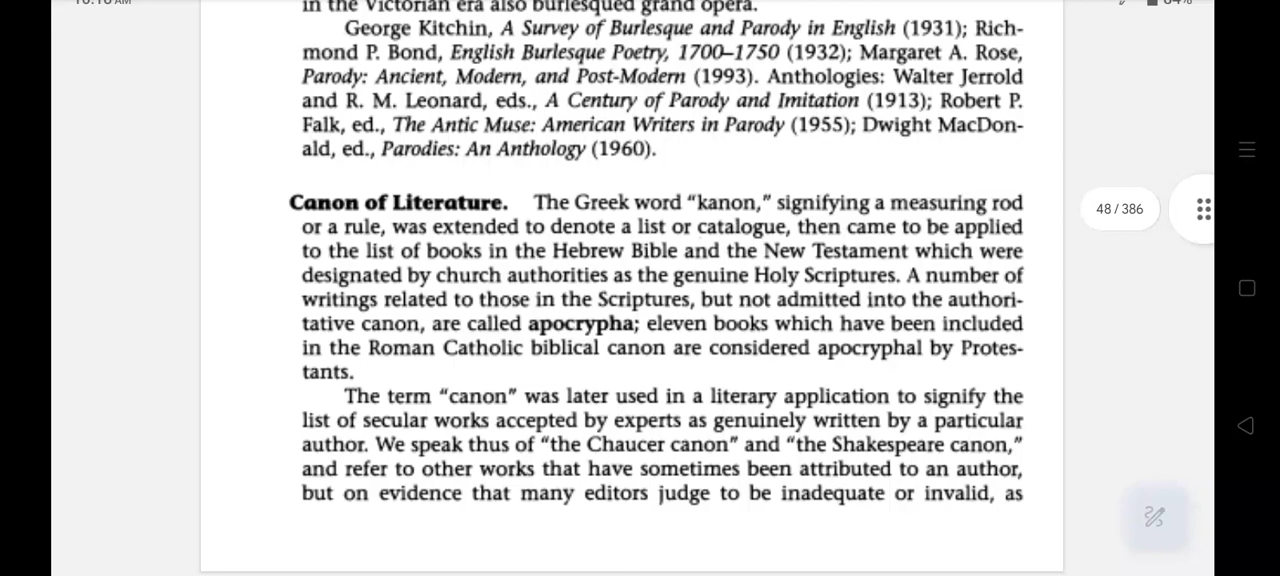 in the Victorian era also burlesqued grand opera.
George Kitchin, A Survey of Burlesque and Parody in English (1931); Rich-
mond P. Bond, English Burlesque Poetry, 1700–1750 (1932); Margaret A. Rose,
Parody: Ancient, Modern, and Post-Modern (1993). Anthologies: Walter Jerrold
and R. M. Leonard, eds., A Century of Parody and Imitation (1913); Robert P.
Falk, ed., The Antic Muse: American Writers in Parody (1955); Dwight MacDon-
ald, ed., Parodies: An Anthology (1960).
Canon of Literature. The Greek word “kanon,” signifying a measuring rod
or a rule, was extended to denote a list or catalogue, then came to be applied
to the list of books in the Hebrew Bible and the New Testament which were
designated by church authorities as the genuine Holy Scriptures. A number of
writings related to those in the Scriptures, but not admitted into the authori-
tative canon, are called apocrypha; eleven books which have been included
in the Roman Catholic biblical canon are considered apocryphal by Protes-
tants.
The term “canon” was later used in a literary application to signify the
list of secular works accepted by experts as genuinely written by a particular
author. We speak thus of “the Chaucer canon” and “the Shakespeare canon,”
and refer to other works that have sometimes been attributed to an author,
but on evidence that many editors judge to be inadequate or invalid, as
48 / 386